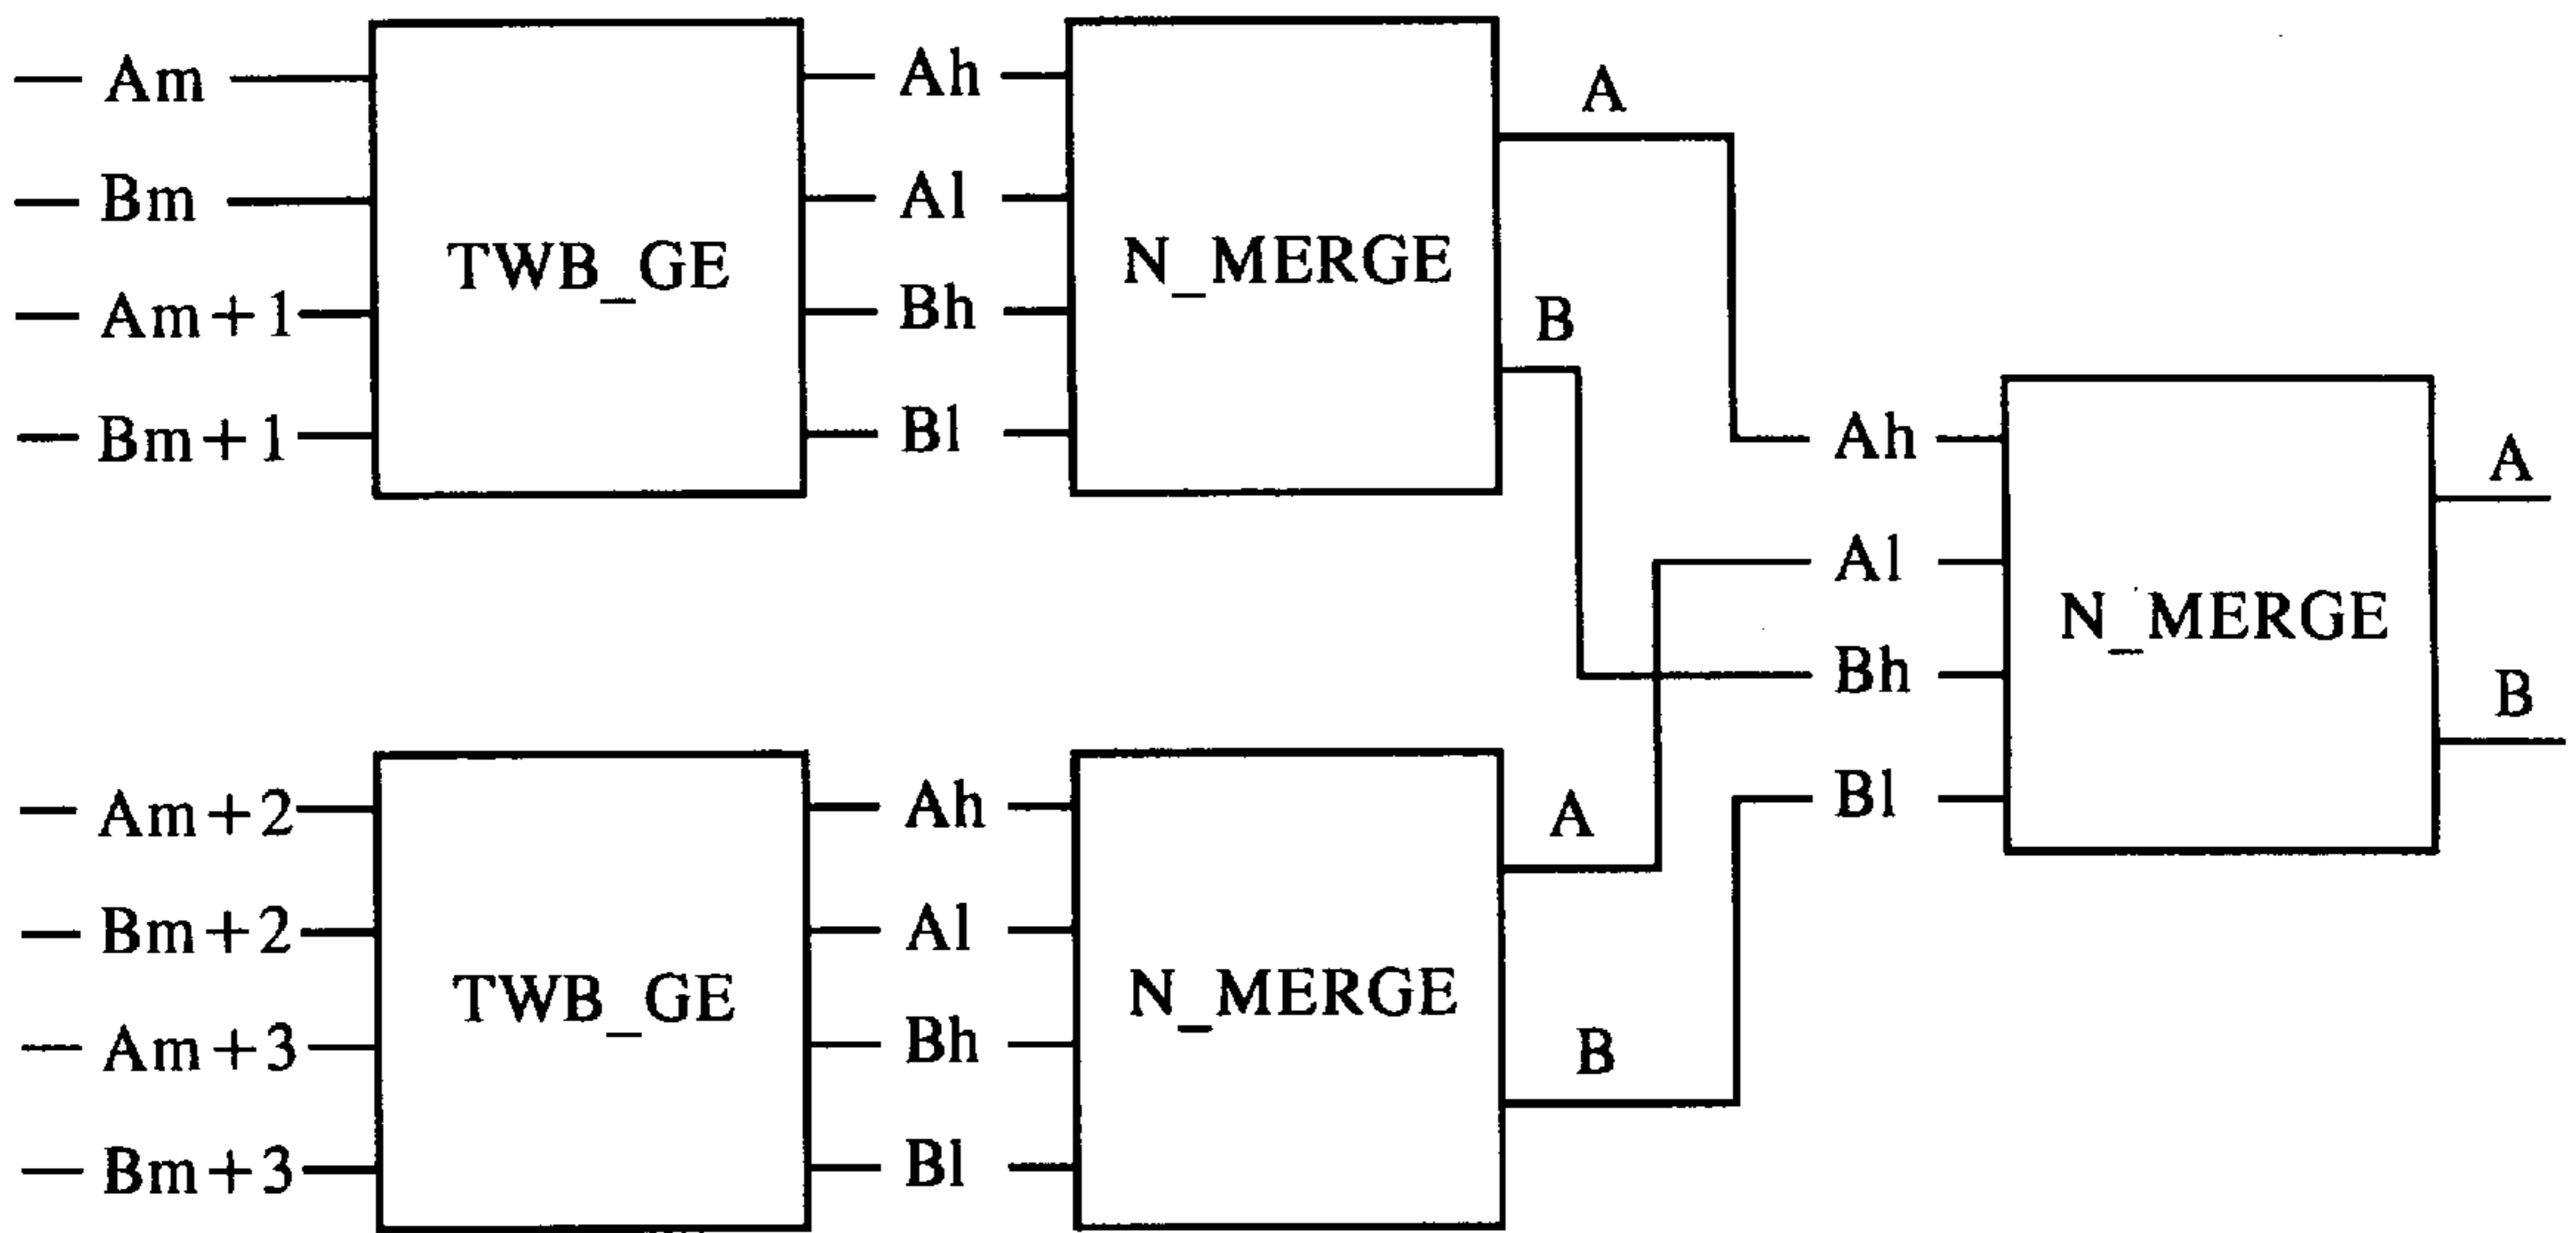 Am
Bm
Am+1
Bm+1
TWB_GE
Ah
Al
Bh
Bl
N_MERGE
A
B
Am+2
Bm+2
Am+3
Bm+3
TWB_GE
Ah
Al
Bh
Bl
N_MERGE
A
B
Ah
Al
Bh
Bl
N_MERGE
A
B